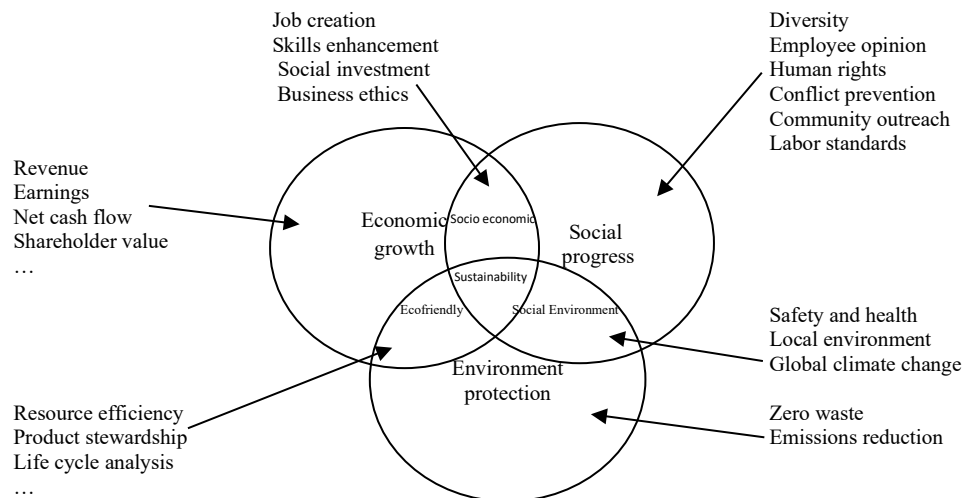 Job creation
Skills enhancement
Social investment
Business ethics
Diversity
Employee opinion
Human rights
Conflict prevention
Community outreach
Labor standards
Revenue
Earnings
Net cash flow
Shareholder value
…
Economic
growth
Socio economic
Social
progress
Sustainability
Ecofriendly
Social Environment
Environment
protection
Safety and health
Local environment
Global climate change
Resource efficiency
Product stewardship
Life cycle analysis
…
Zero waste
Emissions reduction